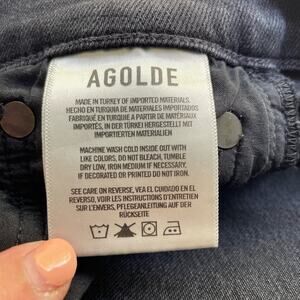 AGOLDE
MADE IN TURKEY OF IMPORTED MATERIALS.
HECHO EN TURQUIA DE MATERIALES IMPORTADOS
FABRIQUÉ EN TURQUIE A PARTIR DE MATÉRIAUX
IMPORTÉS, IN DER TÜRKEI HERGESTELLT MIT
IMPORTIERTEN MATERIALIEN
MACHINE WASH COLD INSIDE OUT WITH
LIKE COLORS, DO NOT BLEACH, TUMBLE
DRY LOW, IRON MEDIUM IF NECESSARY.
IF DECORATED OR PRINTED DO NOT IRON.
SEE CARE ON REVERSE, VEA EL CUIDADO EN EL
REVERSO, VOIR LES INSTRUCTIONS D'ENTRETIEN
SUR L'ENVERS, PFLEGEANLEITUNG AUF DER
RÜCKSEITE